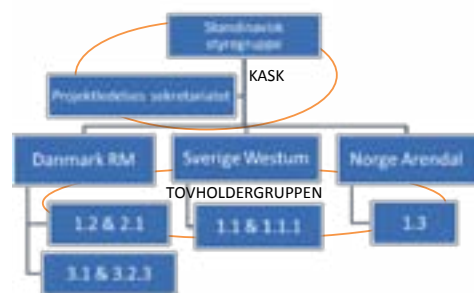 Skandinavisk
styregruppe
KASK
Projektledelses sekretariatet
Danmark RM
Sverige Westum
Norge Arendal
TOVHOLDERGRUPPEN
1.2 & 2.1
1.1 & 1.1.1
1.3
3.1 & 3.2.3